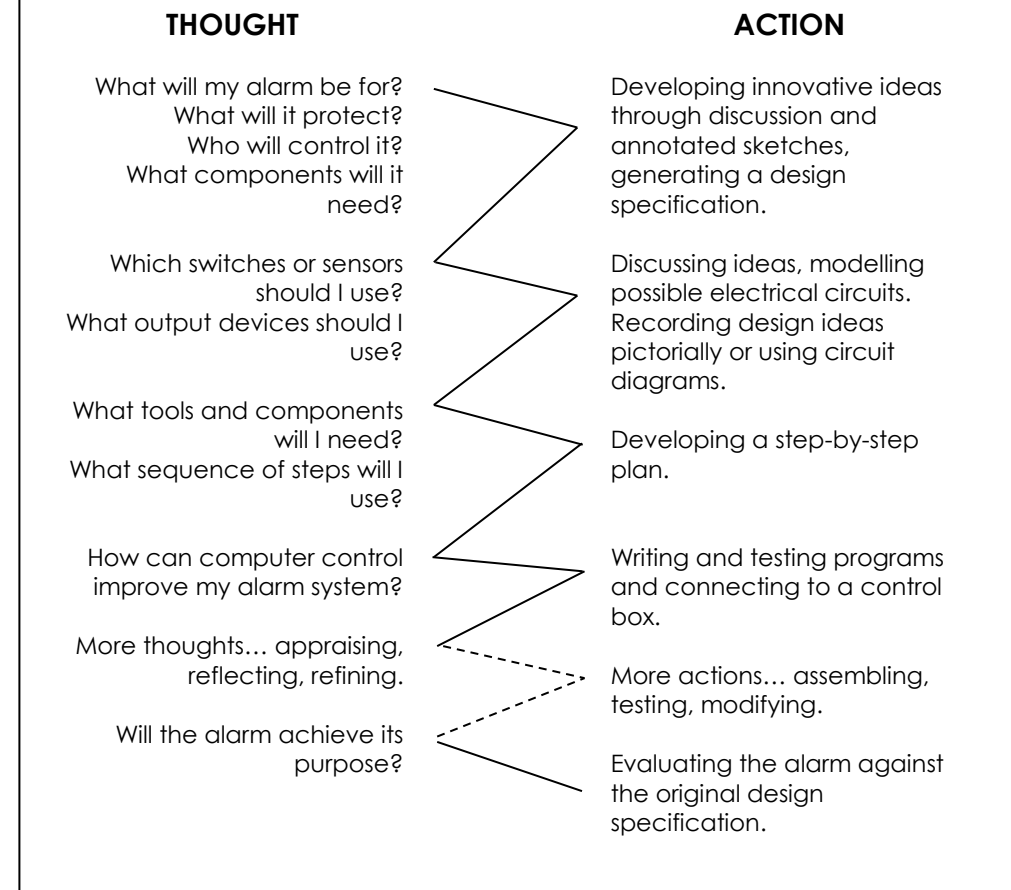 THOUGHT
ACTION
What will my alarm be for?
What will it protect?
Who will control it?
What components will it
need?
Developing innovative ideas
through discussion and
annotated sketches,
generating a design
specification.
Which switches or sensors
should I use?
What output devices should I
use?
Discussing ideas, modelling
possible electrical circuits.
Recording design ideas
pictorially or using circuit
diagrams.
What tools and components
will I need?
What sequence of steps will I
use?
Developing a step-by-step
plan.
How can computer control
improve my alarm system?
Writing and testing programs
and connecting to a control
box.
More thoughts… appraising,
reflecting, refining.
More actions… assembling,
testing, modifying.
Will the alarm achieve its
purpose?
Evaluating the alarm against
the original design
specification.